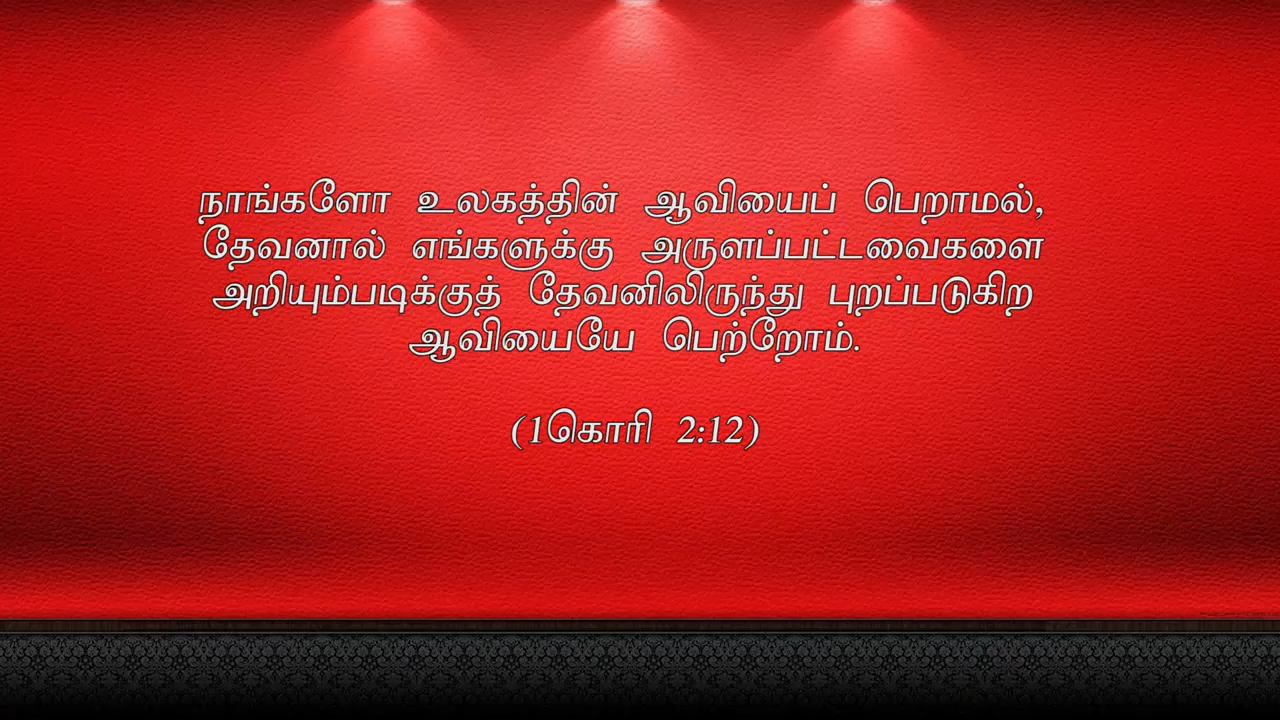 நாங்களோ உலகத்தின் ஆவியைப் பெறாமல்,
தேவனால் எங்களுக்கு அருளப்பட்டவைகளை
அறியும்படிக்குத் தேவனிலிருந்து புறப்படுகிற
ஆவியையே பெற்றோம்.
(1கொரி 2:12)